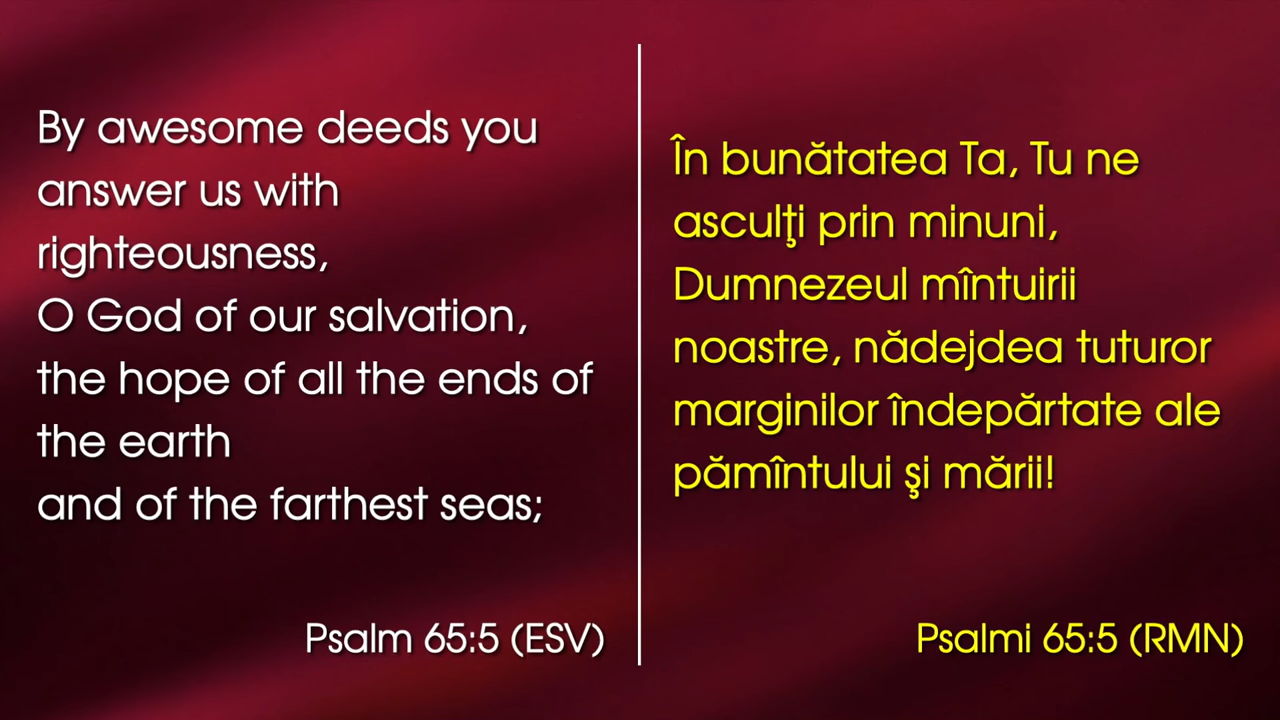 By awesome deeds you
answer us with
righteousness,
O God of our salvation,
the hope of all the ends of
the earth
and of the farthest seas;
Psalm 65:5 (ESV)
În bunătatea Ta, Tu ne
asculţi prin minuni,
Dumnezeul mîntuirii
noastre, nădejdea tuturor
marginilor îndepărtate ale
pămîntului şi mării!
Psalmi 65:5 (RMN)